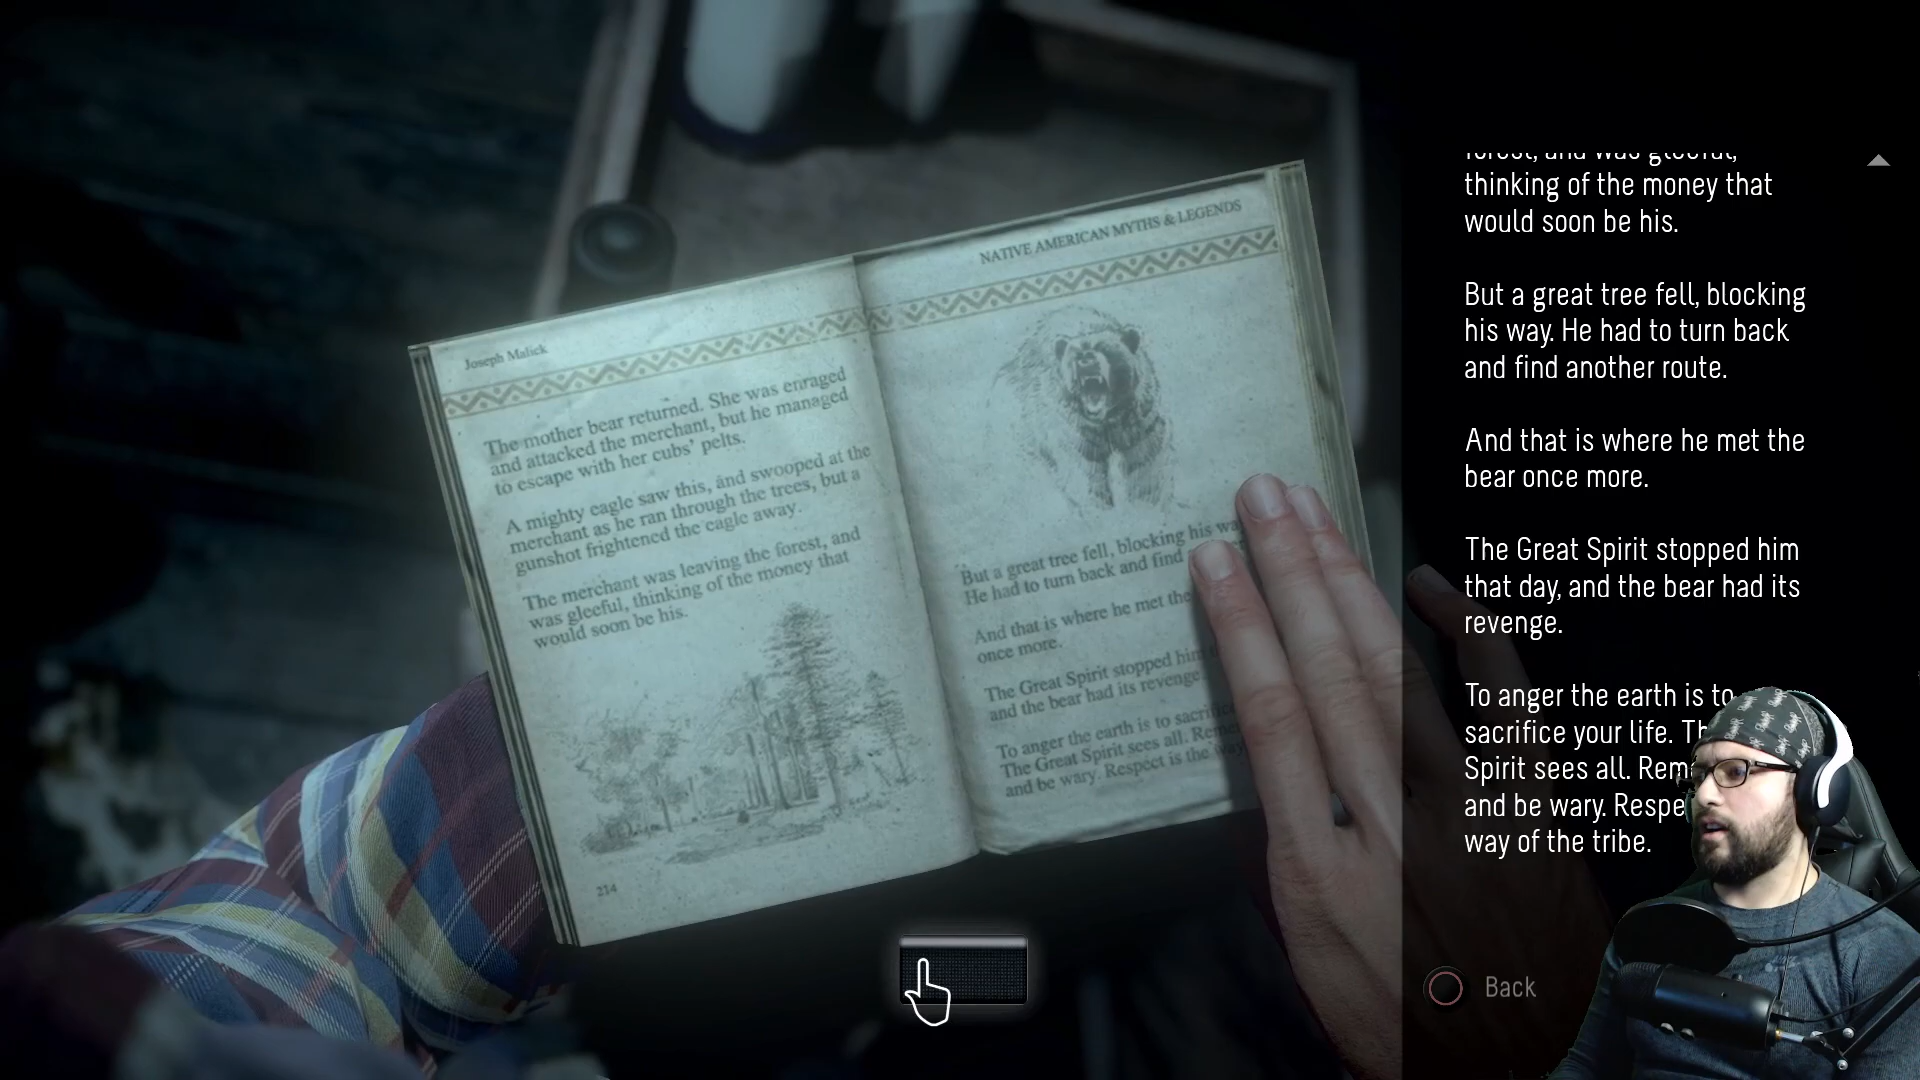 Joseph Malick
The mother bear returned. She was enraged
and attacked the merchant, but he managed
to escape with her cubs' pelts.
A mighty eagle saw this, and swooped at the
merchant as he ran through the trees, but a
gunshot frightened the eagle away.
The merchant was leaving the forest, and
was gleeful, thinking of the money that
would soon be his.
214
NATIVE AMERICAN MYTHS & LEGENDS
But a great tree fell, blocking his
He had to turn back and find
And that is where he met the
once more.
The Great Spirit stopped him
and the bear had its revenge.
To anger the earth is to
The Great Spirit sees all.
and be wary. Respect is the
forest, and was gleeful,
thinking of the money that
would soon be his.
But a great tree fell, blocking
his way. He had to turn back
and find another route.
And that is where he met the
bear once more.
The Great Spirit stopped him
that day, and the bear had its
revenge.
To anger the earth is to
sacrifice your life.
Spirit sees all.
and be wary.
way of the tribe.
Back